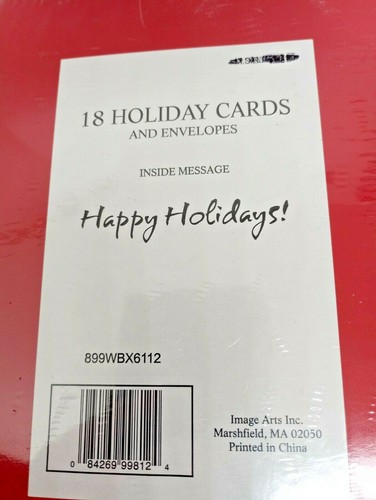 18 HOLIDAY CARDS
AND ENVELOPES
INSIDE MESSAGE
Happy Holidays!
899WBX6112
0 84269 99812 4
Image Arts Inc.
Marshfield, MA 02050
Printed in China